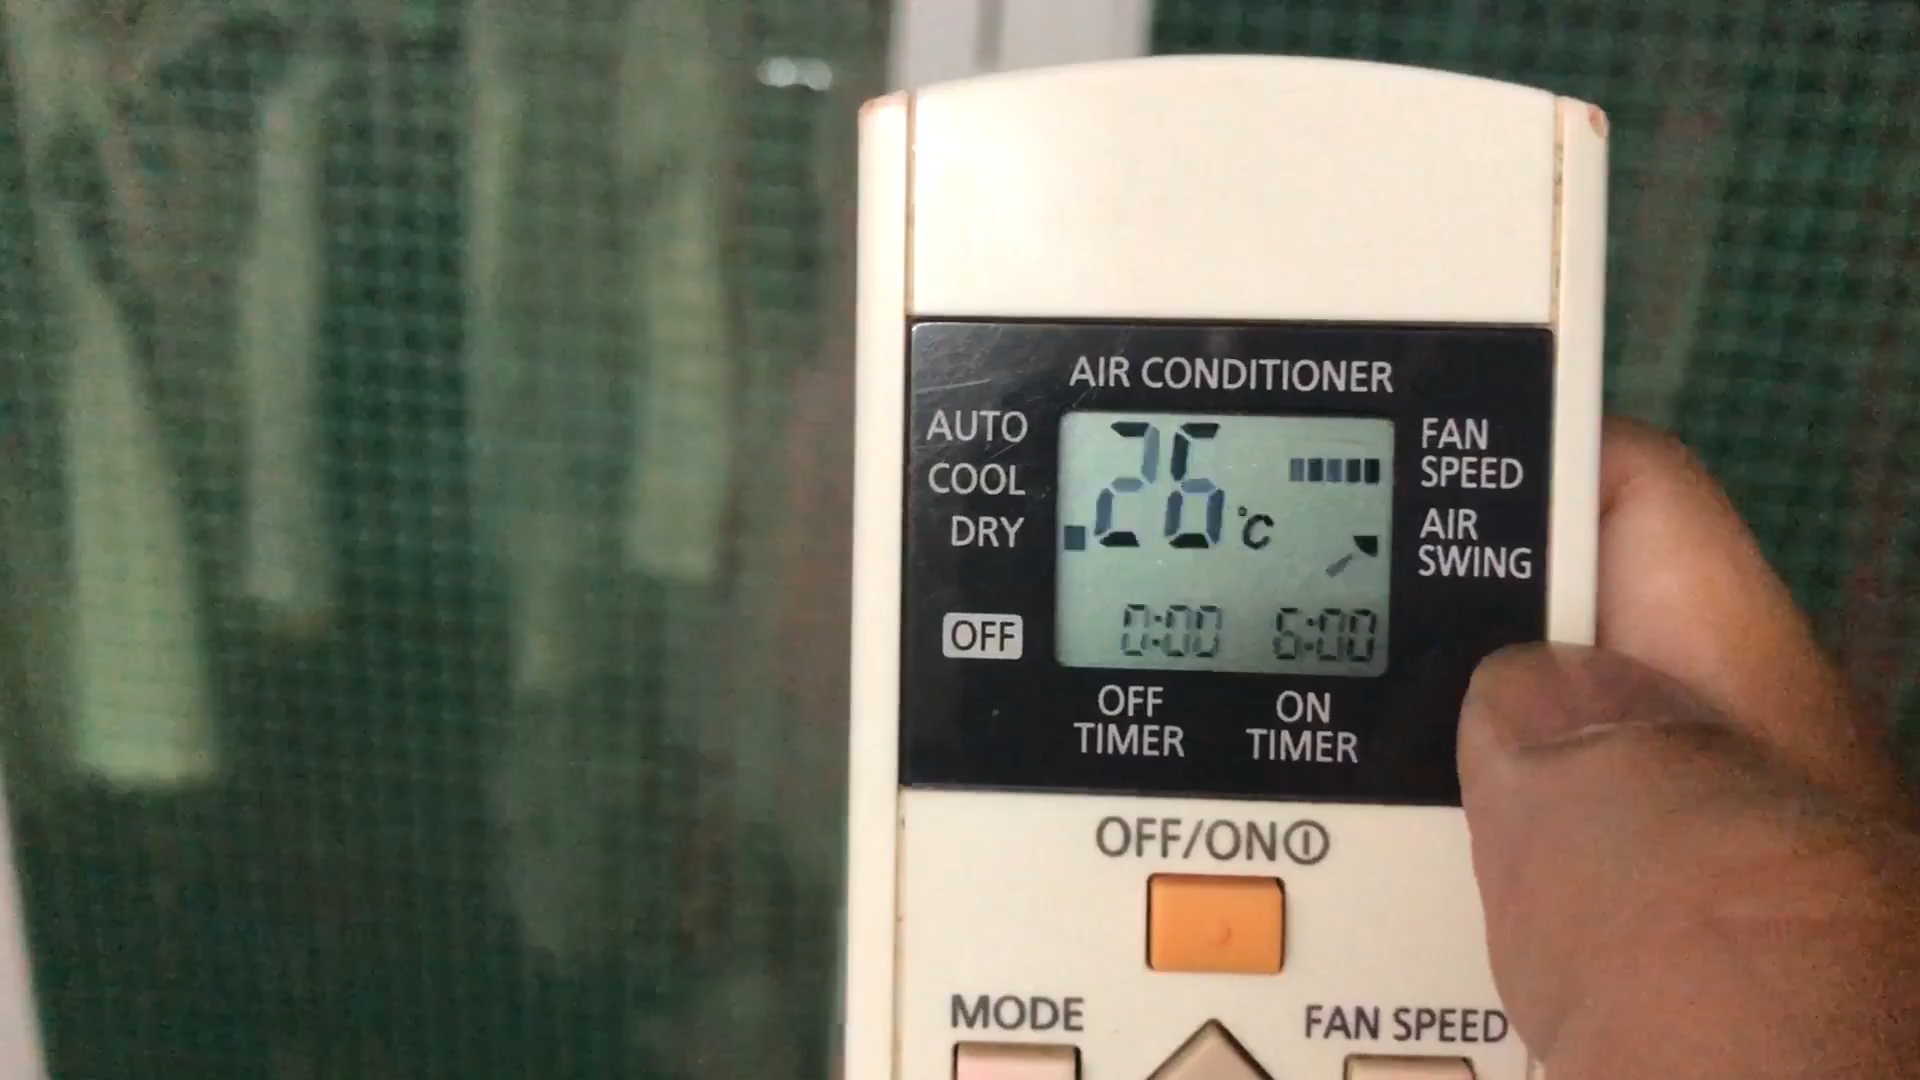 AIR CONDITIONER
AUTO
COOL
DRY
OFF
26°C
FAN
SPEED
AIR
SWING
0:00 6:00
OFF
TIMER
ON
TIMER
OFF/ON
MODE
FAN SPEED